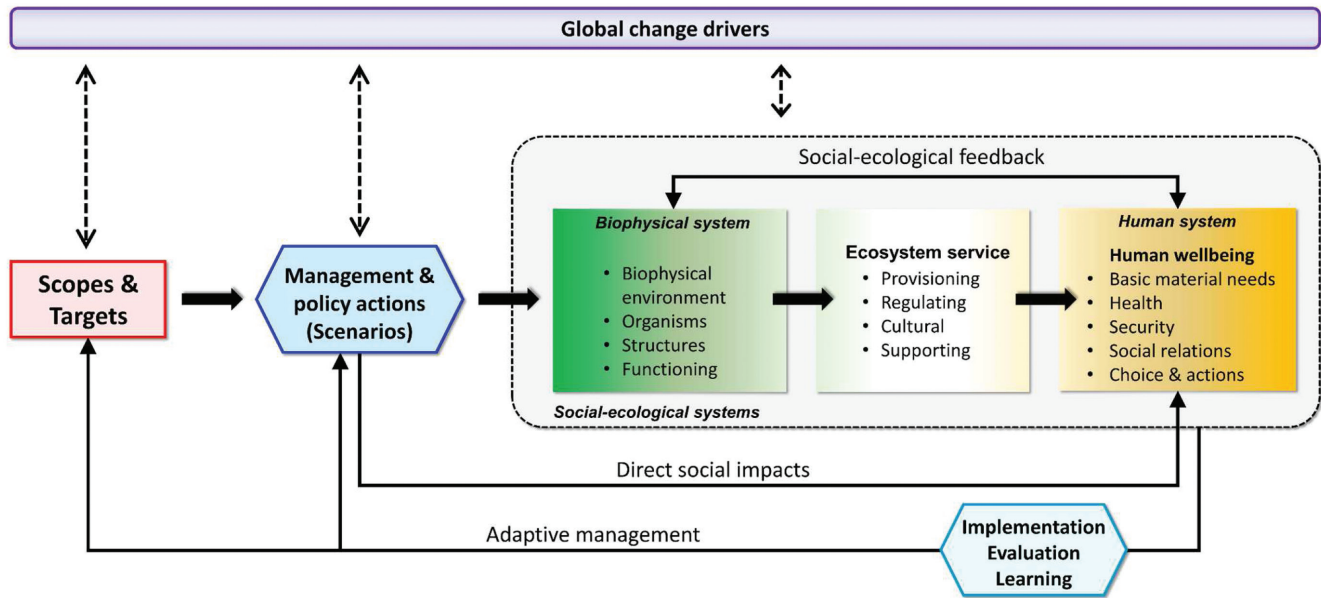 Global change drivers
Social-ecological feedback
Scopes &
Targets
Management &
policy actions
(Scenarios)
Biophysical system
• Biophysical
environment
• Organisms
• Structures
• Functioning
Ecosystem service
• Provisioning
• Regulating
• Cultural
• Supporting
Human system
Human wellbeing
• Basic material needs
• Health
• Security
• Social relations
• Choice & actions
Social-ecological systems
Direct social impacts
Adaptive management
Implementation
Evaluation
Learning